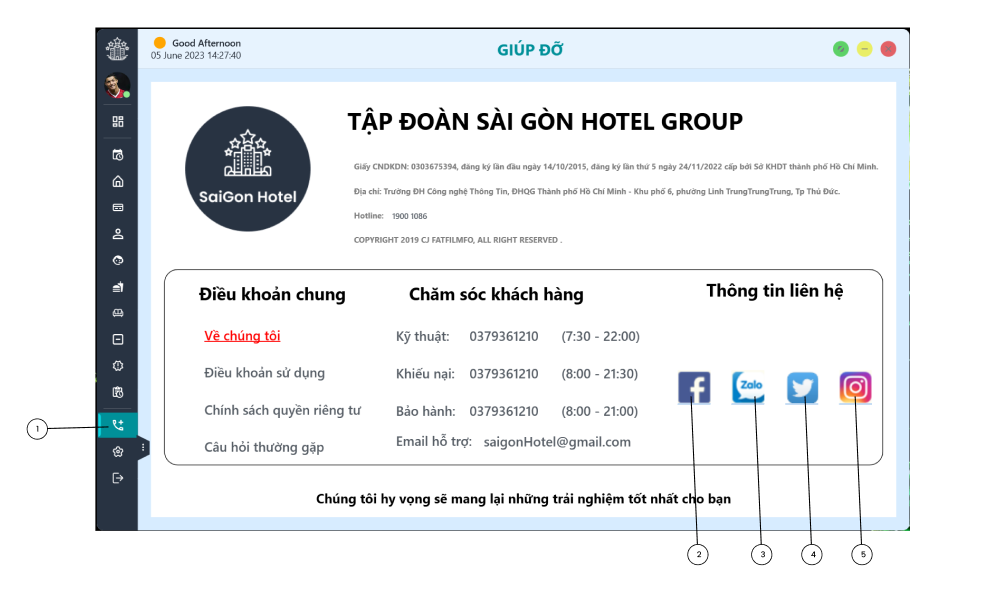 Good Afternoon
05 June 2023 14:27:40
GIÚP ĐỠ
TẬP ĐOÀN SÀI GÒN HOTEL GROUP
SaiGon Hotel
Giấy CNDKDN: 0303675394, đăng ký lần đầu ngày 14/10/2015, đăng ký lần thứ 5 ngày 24/11/2022 cấp bởi Sở KHDT thành phố Hồ Chí Minh.
Địa chỉ: Trường ĐH Công nghệ Thông Tin, ĐHQG Thành phố Hồ Chí Minh - Khu phố 6, phường Linh TrungTrungTrung, Tp Thủ Đức.
Hotline: 1900 1086
COPYRIGHT 2019 CJ FATFILMFO, ALL RIGHT RESERVED .
Điều khoản chung
Về chúng tôi
Điều khoản sử dụng
Chính sách quyền riêng tư
Câu hỏi thường gặp
Chăm sóc khách hàng
Kỹ thuật: 0379361210 (7:30 - 22:00)
Khiếu nại: 0379361210 (8:00 - 21:30)
Bảo hành: 0379361210 (8:00 - 21:00)
Email hỗ trợ: saigonHotel@gmail.com
Thông tin liên hệ
Zalo
Chúng tôi hy vọng sẽ mang lại những trải nghiệm tốt nhất cho bạn
1
2
3
4
5